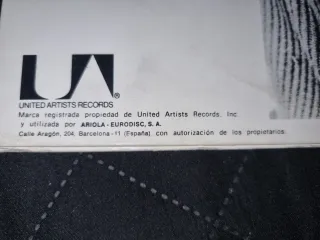 UA®
UNITED ARTISTS RECORDS
Marca registrada propiedad de United Artists Records, Inc
y utilizada por ARIOLA-EURODISC, S.A.
Calle Aragón, 204, Barcelona-11 (España) con autorización de los propietarios.